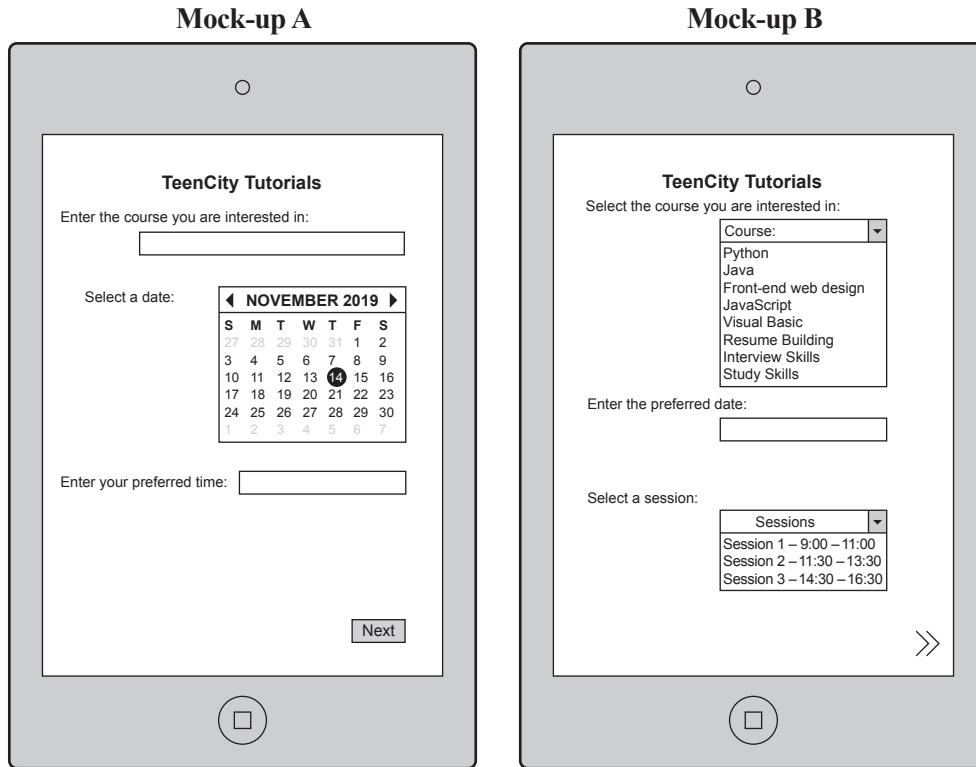 Mock-up A
TeenCity Tutorials
Enter the course you are interested in:
Select a date:
NOVEMBER 2019
S M T W T F S
27 28 29 30 31 1 2
3 4 5 6 7 8 9
10 11 12 13 14 15 16
17 18 19 20 21 22 23
24 25 26 27 28 29 30
1 2 3 4 5 6 7
Enter your preferred time:
Next
Mock-up B
TeenCity Tutorials
Select the course you are interested in:
Course:
Python
Java
Front-end web design
JavaScript
Visual Basic
Resume Building
Interview Skills
Study Skills
Enter the preferred date:
Select a session:
Sessions
Session 1 – 9:00 – 11:00
Session 2 – 11:30 – 13:30
Session 3 – 14:30 – 16:30